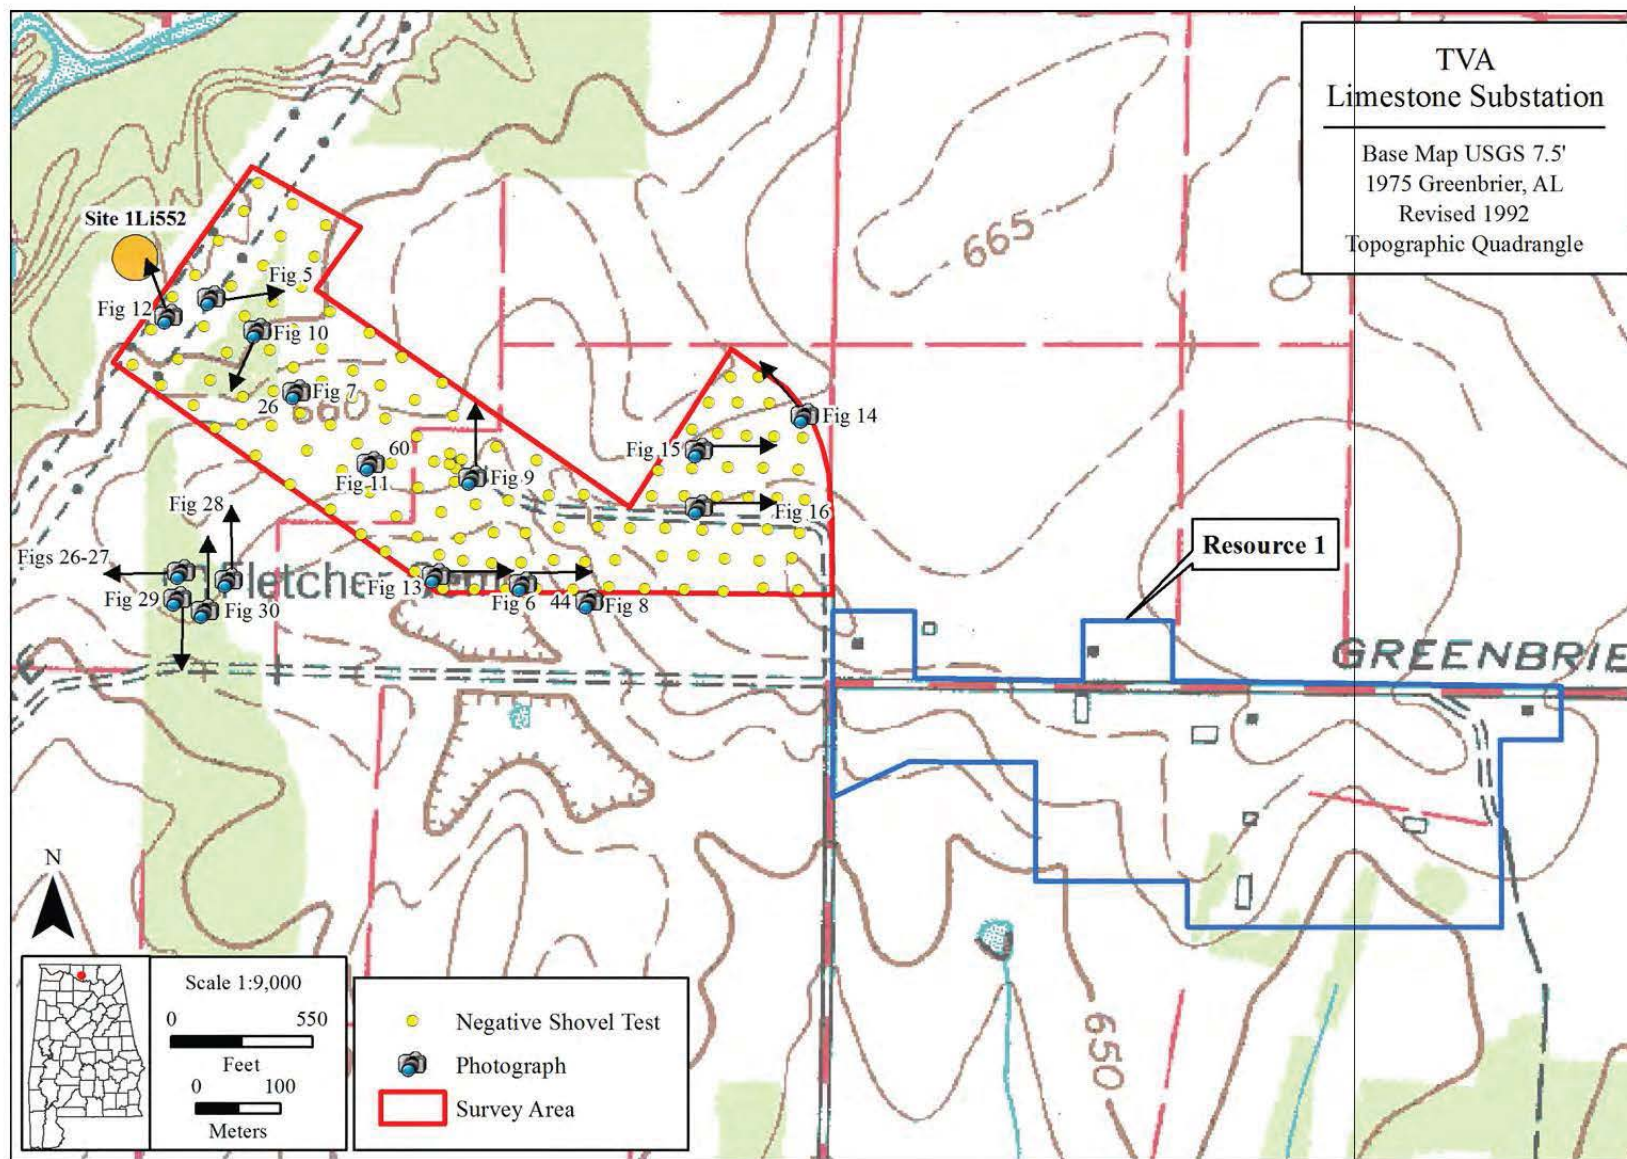 TVA
Limestone Substation
Base Map USGS 7.5'
1975 Greenbrier, AL
Revised 1992
Topographic Quadrangle
665
Site 1Li552
Fig 5
Fig 12
Fig 10
Fig 7
26
660
Fig 14
Fig 15
60
Fig 11
Fig 9
Fig 28
Fig 16
Resource 1
Figs 26-27
Fletcher Cem
Fig 13
Fig 29
Fig 30
Fig 6
44
Fig 8
GREENBRIE
650
N
Scale 1:9,000
0 550
Feet
0 100
Meters
Negative Shovel Test
Photograph
Survey Area